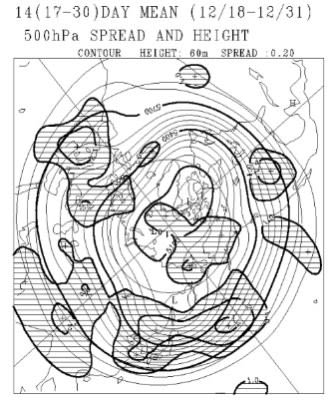 14(17-30)DAY MEAN (12/18-12/31)
500hPa SPREAD AND HEIGHT
CONTOUR HEIGHT: 60m SPREAD :0.20
H
5700
L
L
1.0